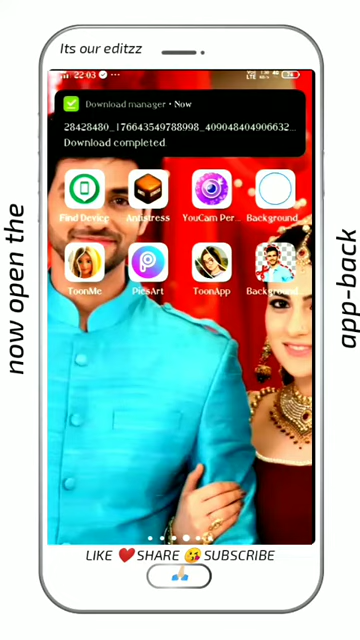 Its our editzz
22:03
Download manager • Now
28428480_176643549788998_409048404906632...
Download completed
Find Device Antistress YouCam Per... Background
ToonMe PicsArt ToonApp Background
now open the
app-back
LIKE ❤️SHARE 😘SUBSCRIBE